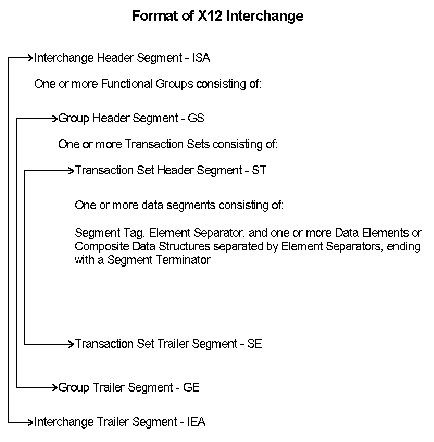 Format of X12 Interchange
Interchange Header Segment - ISA
One or more Functional Groups consisting of:
Group Header Segment - GS
One or more Transaction Sets consisting of:
Transaction Set Header Segment - ST
One or more data segments consisting of:
Segment Tag, Element Separator, and one or more Data Elements or
Composite Data Structures separated by Element Separators, ending
with a Segment Terminator
Transaction Set Trailer Segment - SE
Group Trailer Segment - GE
Interchange Trailer Segment - IEA